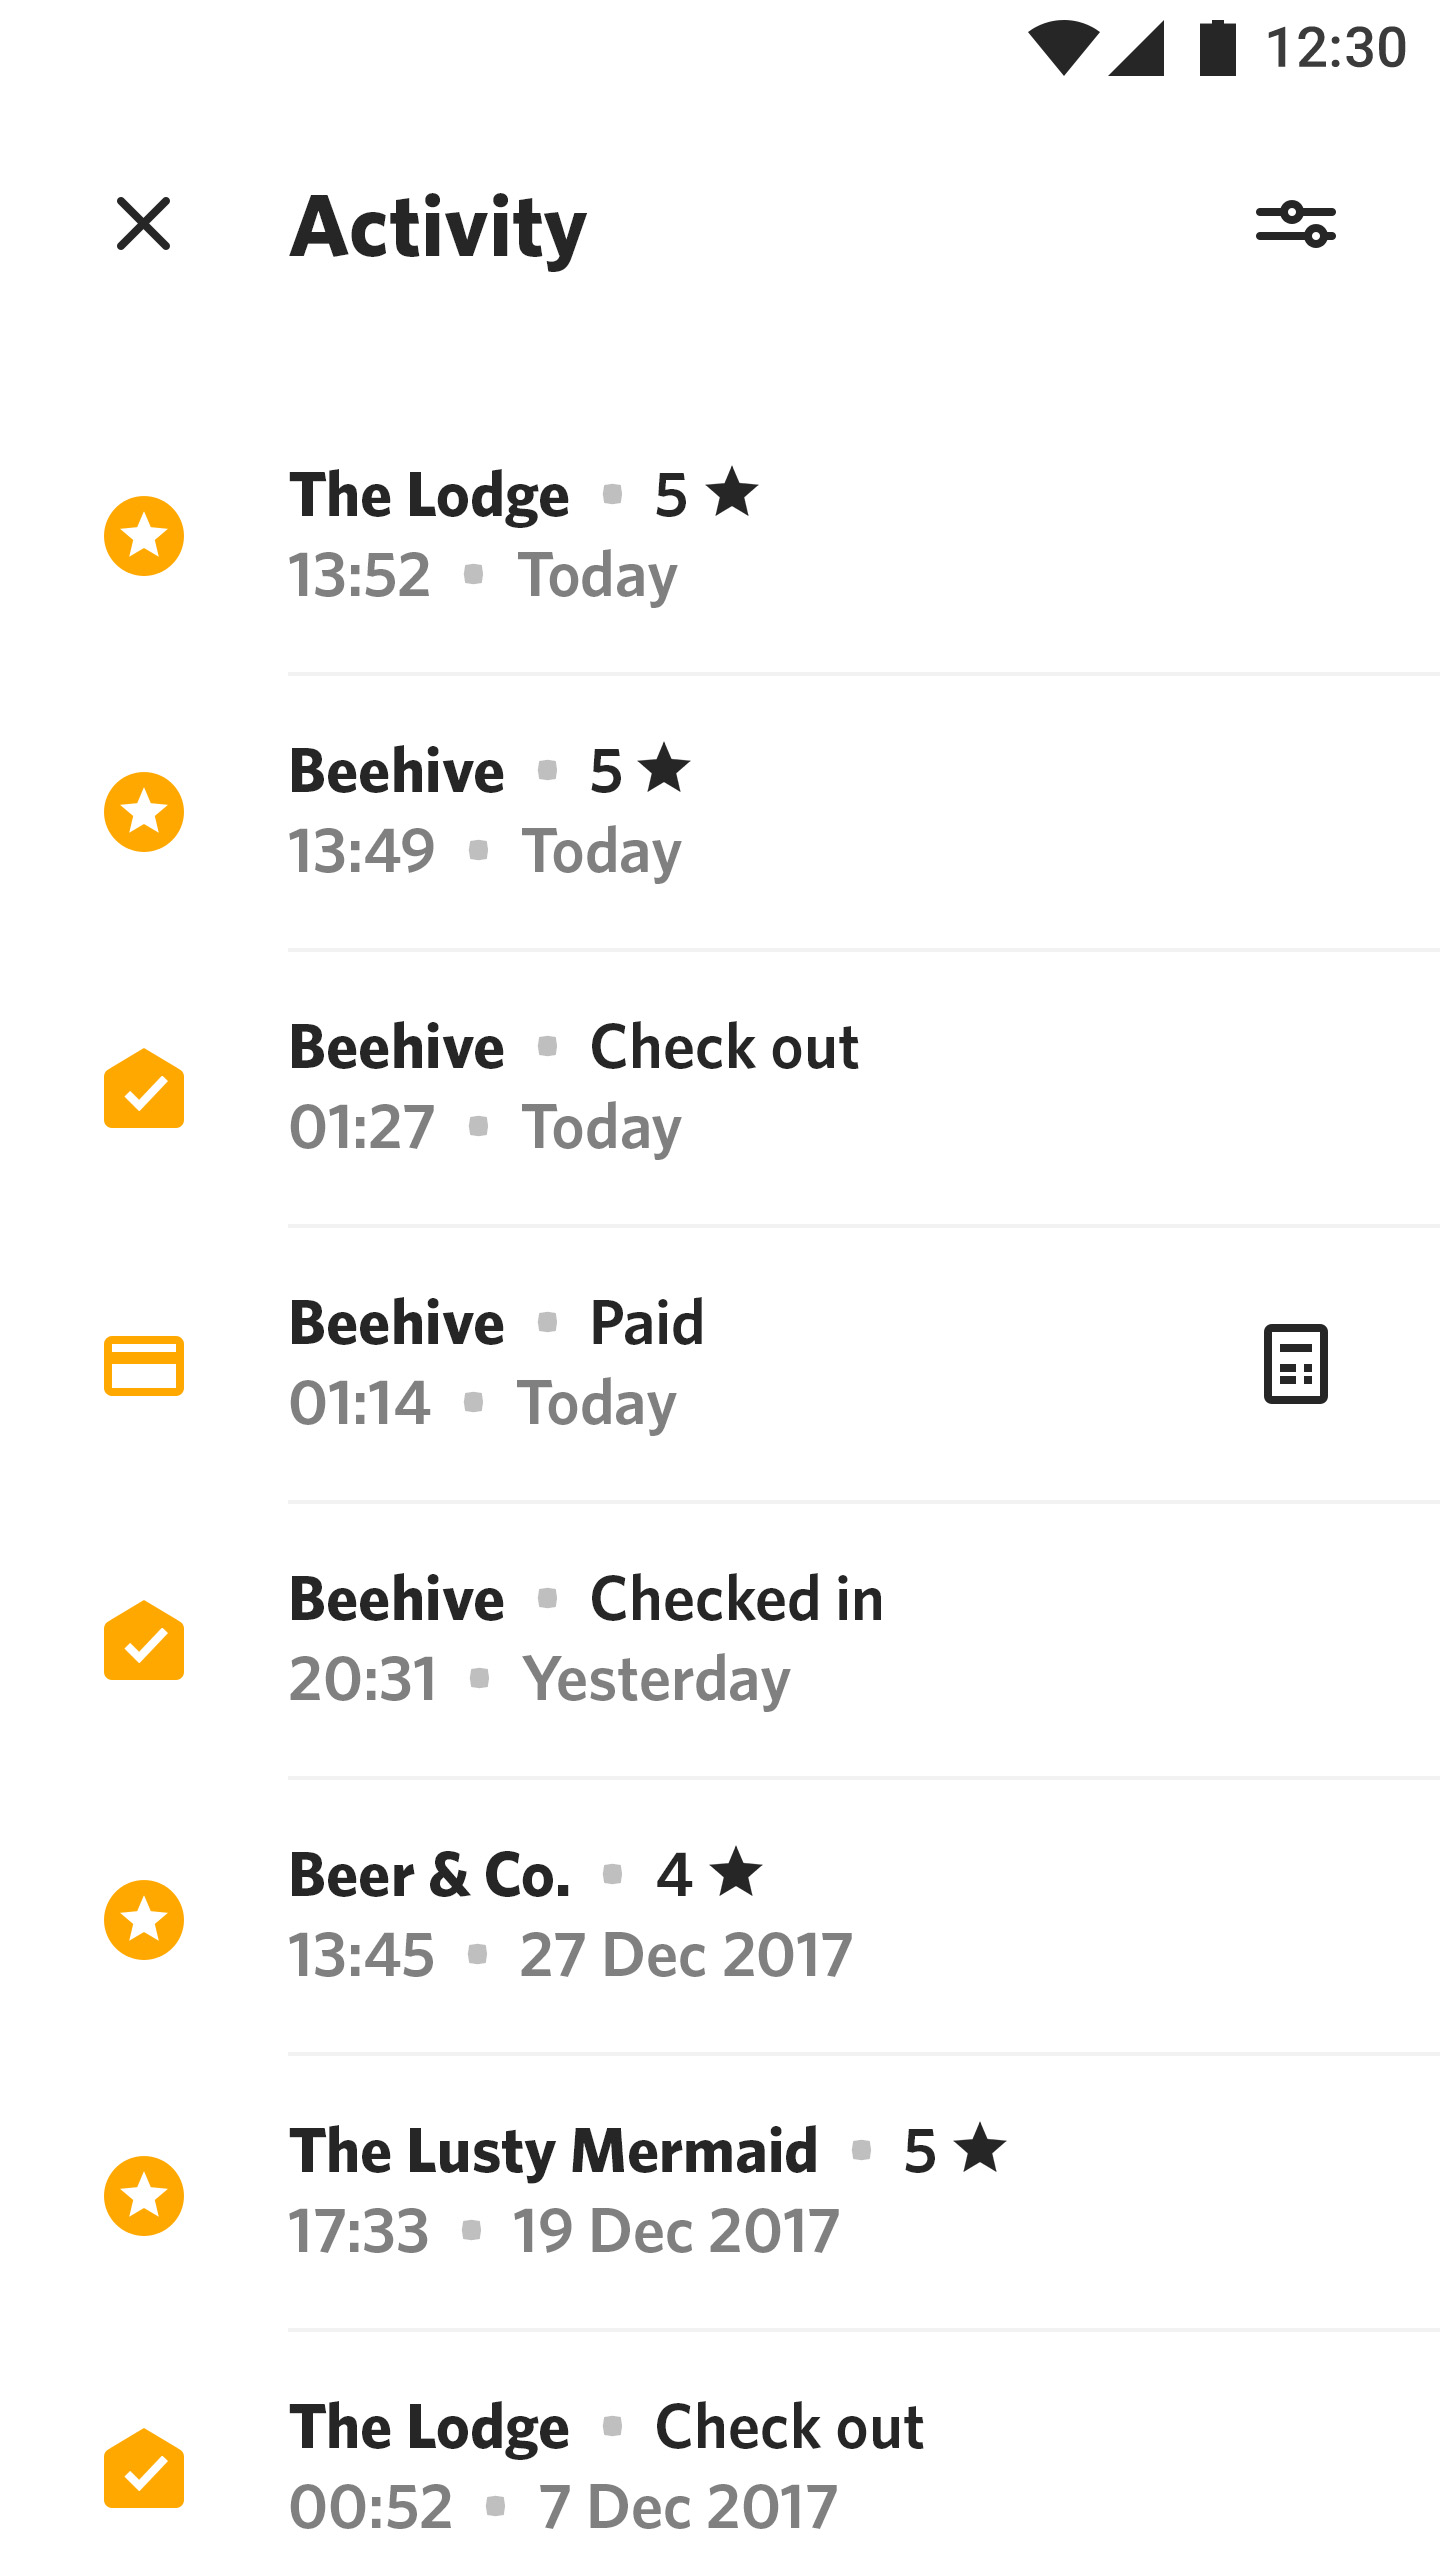 12:30
Activity
The Lodge ▪ 5 ★
13:52 ▪ Today
Beehive ▪ 5 ★
13:49 ▪ Today
Beehive ▪ Check out
01:27 ▪ Today
Beehive ▪ Paid
01:14 ▪ Today
Beehive ▪ Checked in
20:31 ▪ Yesterday
Beer & Co. ▪ 4 ★
13:45 ▪ 27 Dec 2017
The Lusty Mermaid ▪ 5 ★
17:33 ▪ 19 Dec 2017
The Lodge ▪ Check out
00:52 ▪ 7 Dec 2017